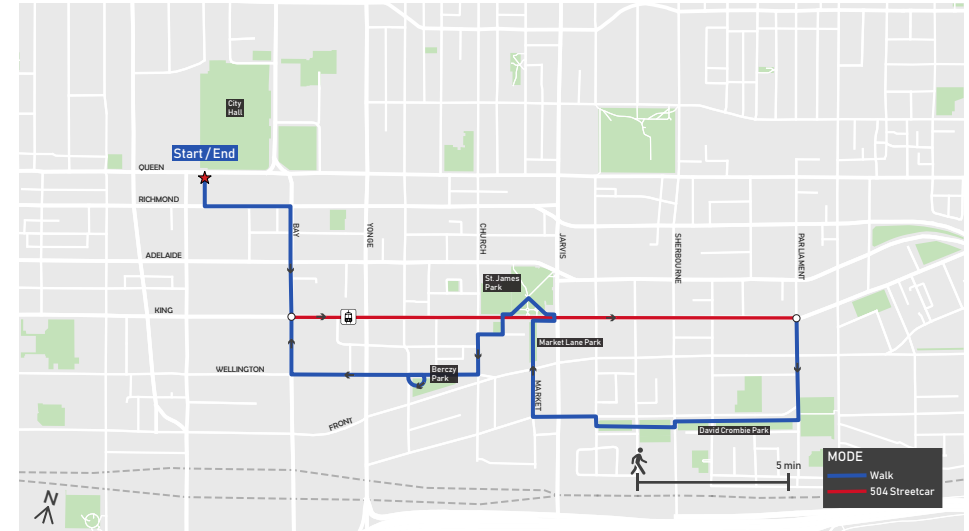 City
Hall
Start / End
QUEEN
RICHMOND
BAY
YONGE
CHURCH
JARVIS
SHERBOURNE
PARLIAMENT
ADELAIDE
St. James
Park
KING
Market Lane Park
WELLINGTON
Berczy
Park
MARKET
FRONT
David Crombie Park
MODE
Walk
504 Streetcar
5 min
N